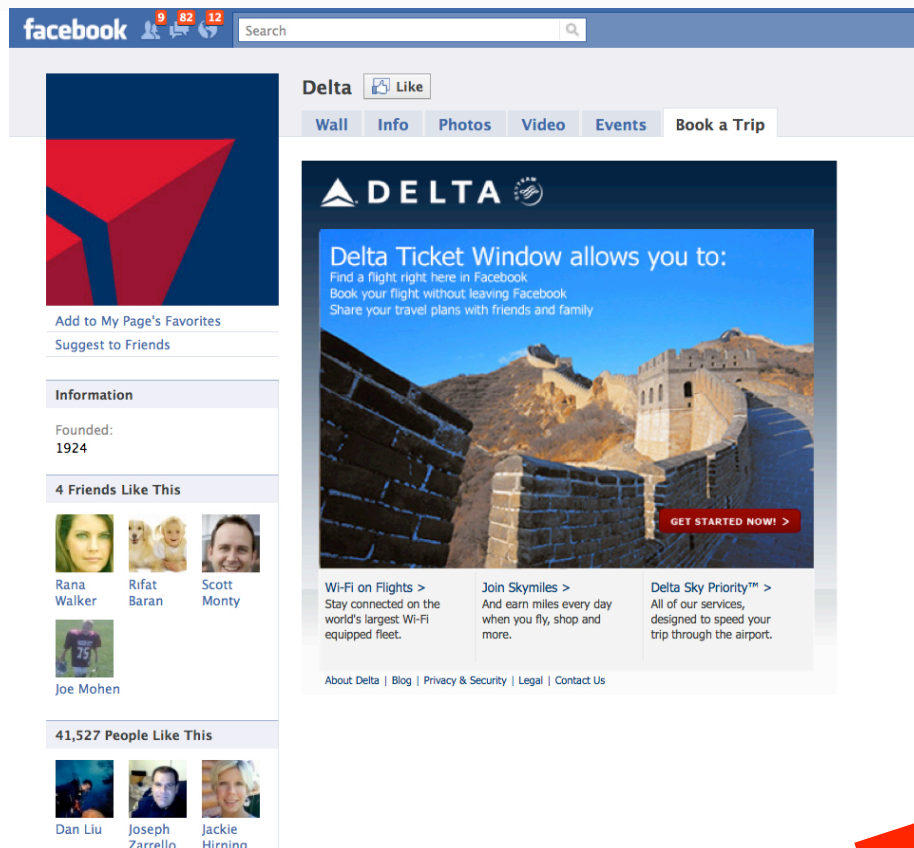 facebook 9 82 12 Search
Delta Like
Wall Info Photos Video Events Book a Trip
DELTA
SKYTEAM
Delta Ticket Window allows you to:
Find a flight right here in Facebook
Book your flight without leaving Facebook
Share your travel plans with friends and family
GET STARTED NOW! >
Wi-Fi on Flights >
Stay connected on the
world's largest Wi-Fi
equipped fleet.
Join Skymiles >
And earn miles every day
when you fly, shop and
more.
Delta Sky Priority™ >
All of our services,
designed to speed your
trip through the airport.
About Delta | Blog | Privacy & Security | Legal | Contact Us
Add to My Page's Favorites
Suggest to Friends
Information
Founded:
1924
4 Friends Like This
Rana
Walker
Rıfat
Baran
Scott
Monty
75
Joe Mohen
41,527 People Like This
Dan Liu
Joseph
Zarrello
Jackie
Hirning